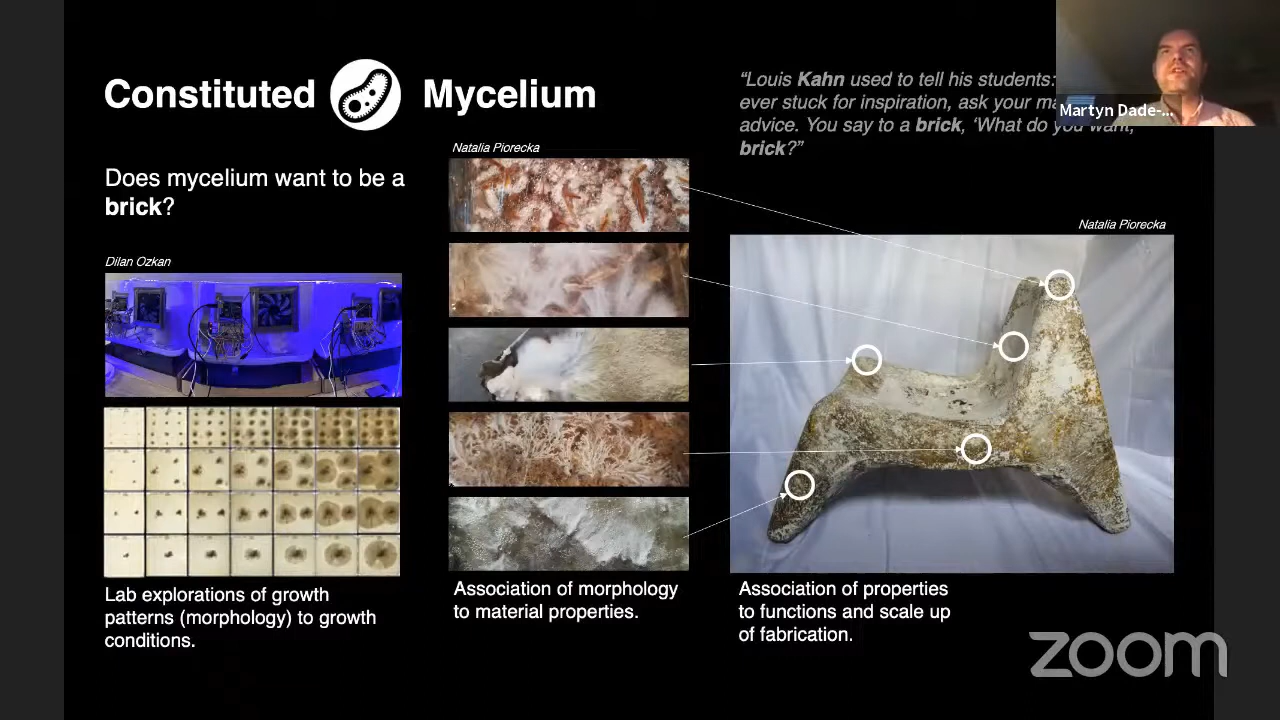 Constituted Mycelium
Does mycelium want to be a
brick?
Dilan Ozkan
Lab explorations of growth
patterns (morphology) to growth
conditions.
Natalia Piorecka
Association of morphology
to material properties.
“Louis Kahn used to tell his students:
ever stuck for inspiration, ask your
advice. You say to a brick, ‘What do you want,
brick?”
Natalia Piorecka
Association of properties
to functions and scale up
of fabrication.
Martyn Dade-...
zoom